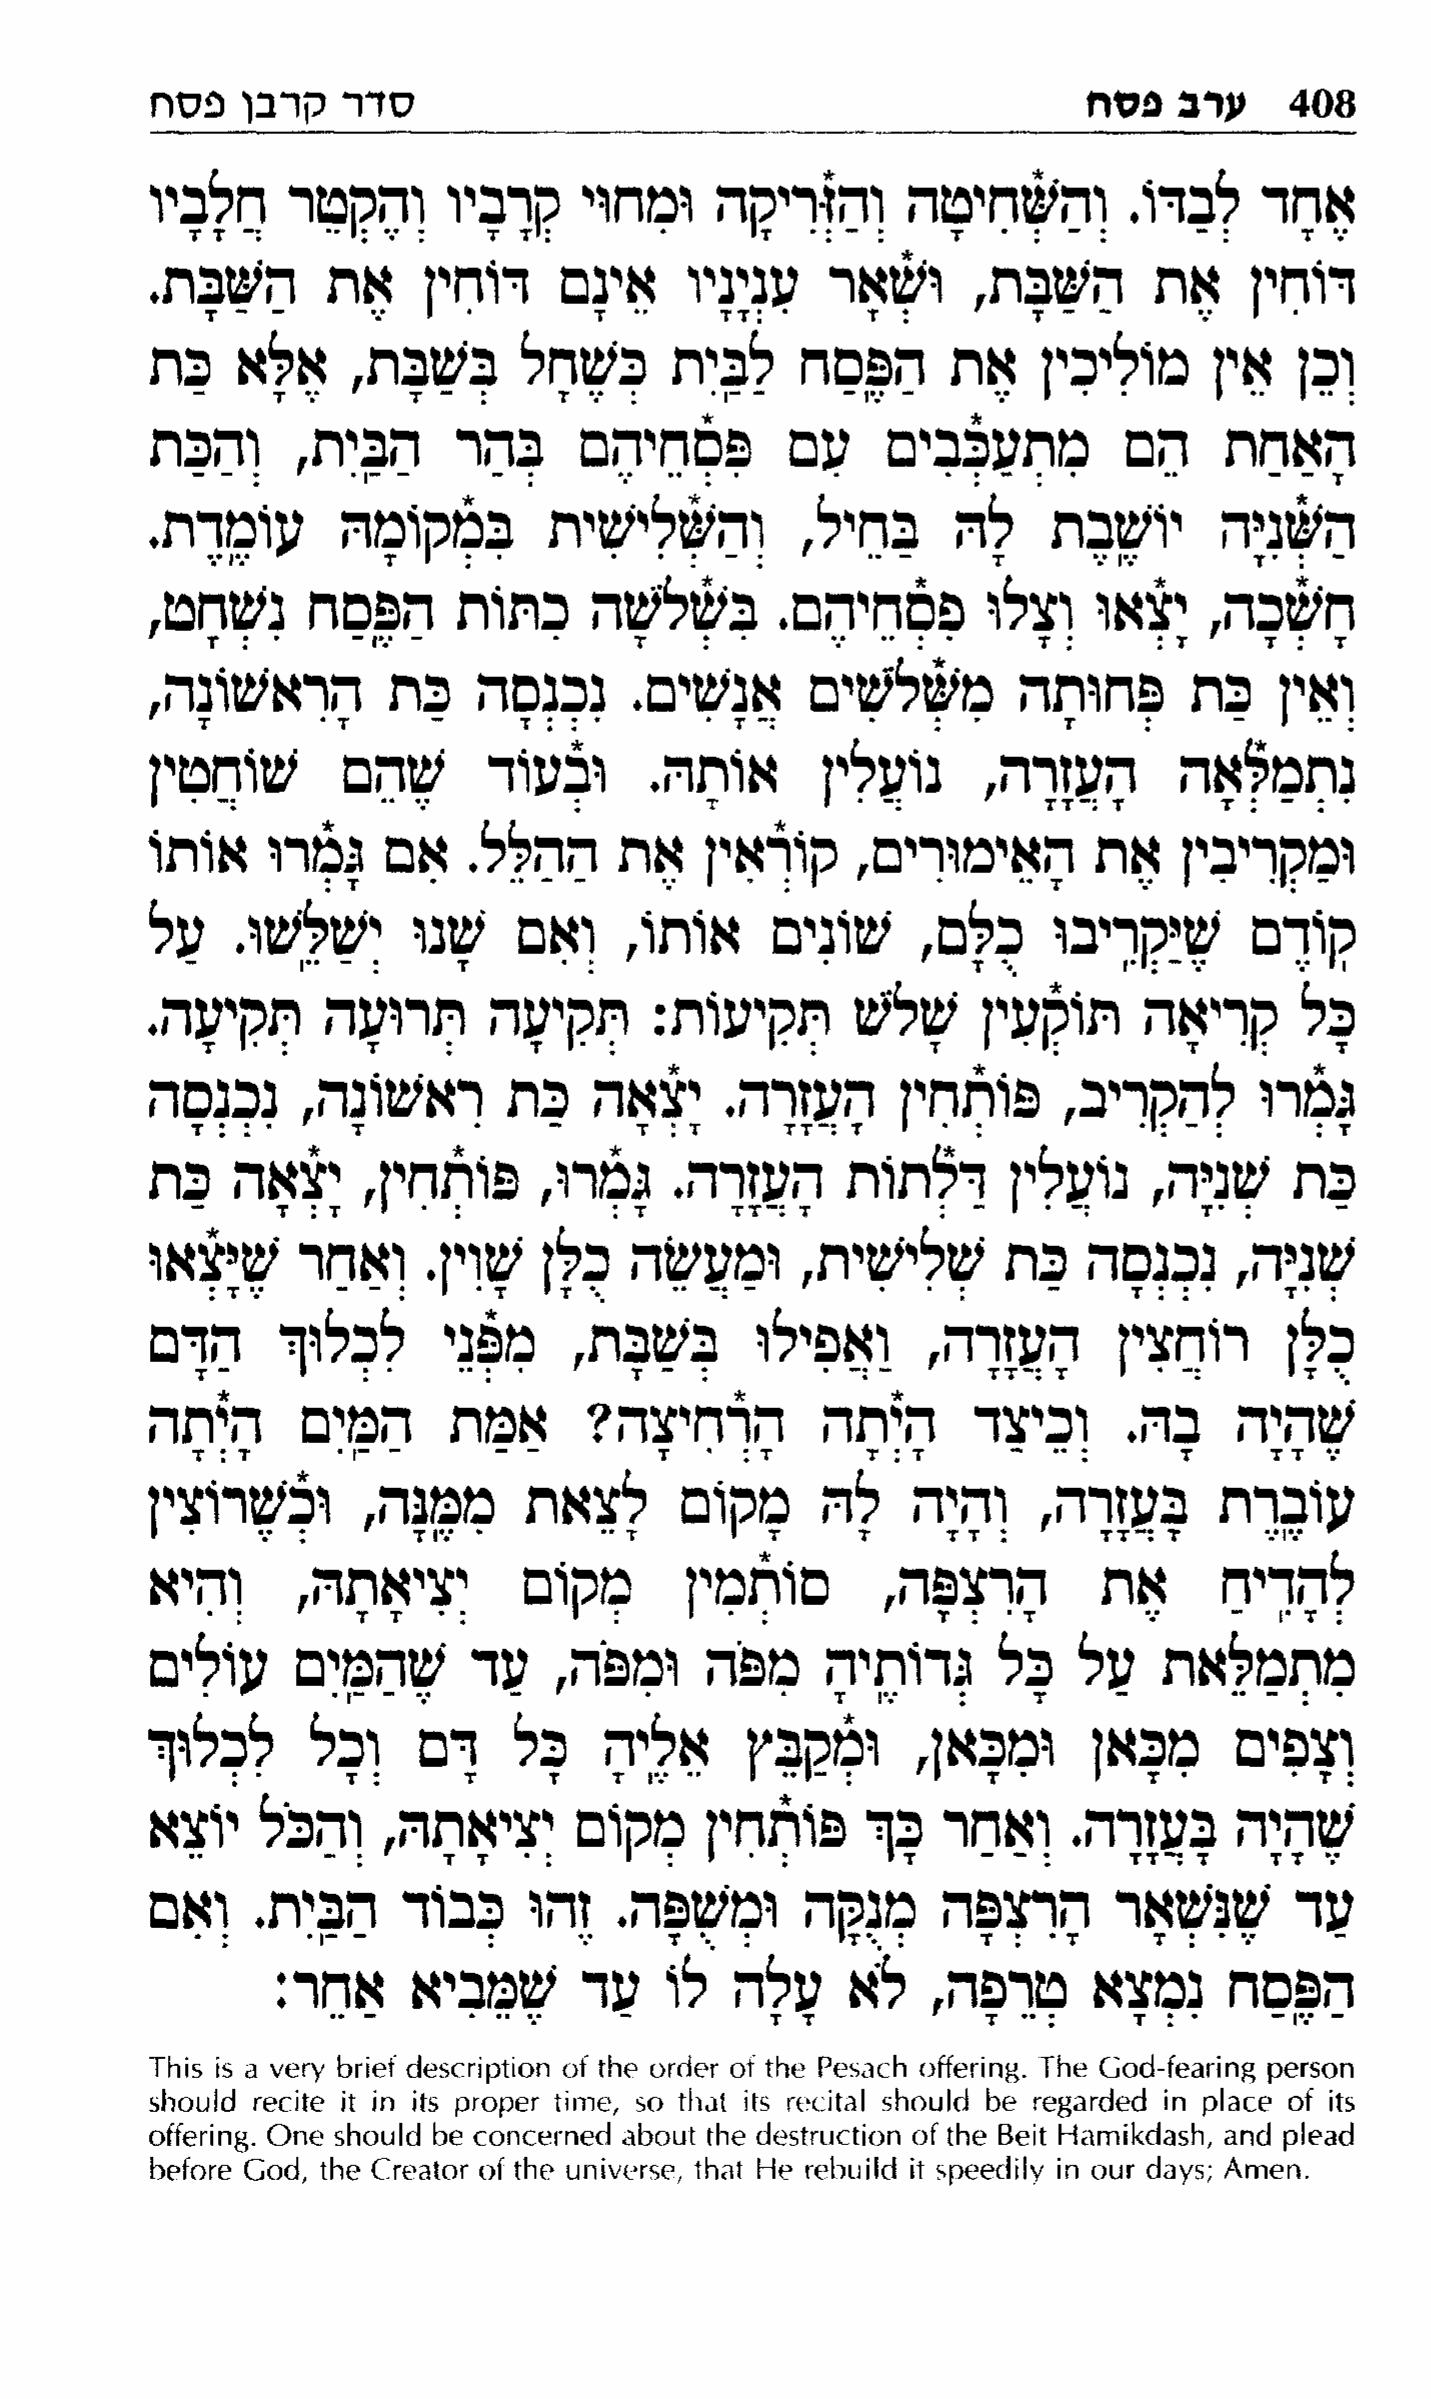 408 ערב פסח סדר קרבן פסח
אֶחָד לְבַדּוֹ. וְהַשְּׁחִיטָה וְהַזְּרִיקָה וּמִחוּי קְרָבָיו וְהֶקְטֵר חֲלָבָיו
דּוֹחִין אֶת הַשַּׁבָּת, וּשְׁאָר עִנְיָנָיו אֵינָם דּוֹחִין אֶת הַשַּׁבָּת.
וְכֵן אֵין מוֹלִיכִין אֶת הַפֶּסַח לַבַּיִת כְּשֶׁחָל בְּשַׁבָּת, אֶלָּא כַּת
הָאַחַת הֵם מִתְעַכְּבִים עִם פִּסְחֵיהֶם בְּהַר הַבַּיִת, וְהַכַּת
הַשְּׁנִיָּה יוֹשֶׁבֶת לָהּ בַּחֵיל, וְהַשְּׁלִישִׁית בִּמְקוֹמָהּ עוֹמֶדֶת.
חָשְׁכָה, יָצְאוּ וְצָלוּ פִּסְחֵיהֶם. בִּשְׁלֹשָׁה כִתּוֹת הַפֶּסַח נִשְׁחָט,
וְאֵין כַּת פְּחוּתָה מִשְּׁלֹשִׁים אֲנָשִׁים. נִכְנְסָה כַּת הָרִאשׁוֹנָה,
נִתְמַלְּאָה הָעֲזָרָה, נוֹעֲלִין אוֹתָהּ. וּבְעוֹד שֶׁהֵם שׁוֹחֲטִין
וּמַקְרִיבִין אֶת הָאֵימוּרִים, קוֹרְאִין אֶת הַהַלֵּל. אִם גָּמְרוּ אוֹתוֹ
קוֹדֶם שֶׁיַּקְרִיבוּ כֻּלָּם, שׁוֹנִים אוֹתוֹ, וְאִם שָׁנוּ יְשַׁלֵּשׁוּ. עַל
כָּל קְרִיאָה תּוֹקְעִין שָׁלֹשׁ תְּקִיעוֹת: תְּקִיעָה תְּרוּעָה תְּקִיעָה.
גָּמְרוּ לְהַקְרִיב, פּוֹתְחִין הָעֲזָרָה. יָצְאָה כַּת רִאשׁוֹנָה, נִכְנְסָה
כַּת שְׁנִיָּה, נוֹעֲלִין דַּלְתוֹת הָעֲזָרָה. גָּמְרוּ, פּוֹתְחִין, יָצְאָה כַּת
שְׁנִיָּה, נִכְנְסָה כַּת שְׁלִישִׁית, וּמַעֲשֵׂה כֻלָּן שָׁוִין. וְאַחַר שֶׁיָּצְאוּ
כֻלָּן רוֹחֲצִין הָעֲזָרָה, וַאֲפִילוּ בְּשַׁבָּת, מִפְּנֵי לִכְלוּךְ הַדָּם
שֶׁהָיָה בָהּ. וְכֵיצַד הָיְתָה הָרְחִיצָה? אַמַּת הַמַּיִם הָיְתָה
עוֹבֶרֶת בָּעֲזָרָה, וְהָיָה לָהּ מָקוֹם לָצֵאת מִמֶּנָּה, וּכְשֶׁרוֹצִין
לְהָדִיחַ אֶת הָרִצְפָּה, סוֹתְמִין מְקוֹם יְצִיאָתָהּ, וְהִיא
מִתְמַלֵּאת עַל כָּל גְּדוֹתֶיהָ מִפֹּה וּמִפֹּה, עַד שֶׁהַמַּיִם עוֹלִים
וְצָפִים מִכָּאן וּמִכָּאן, וּמְקַבֵּץ אֵלֶיהָ כָּל דָּם וְכָל לִכְלוּךְ
שֶׁהָיָה בָּעֲזָרָה. וְאַחַר כָּךְ פּוֹתְחִין מְקוֹם יְצִיאָתָהּ, וְהַכֹּל יוֹצֵא
עַד שֶׁנִּשְׁאָר הָרִצְפָּה מְנֻקָּה וּמְשֻׁפָּה. זֶהוּ כְּבוֹד הַבַּיִת. וְאִם
הַפֶּסַח נִמְצָא טְרֵפָה, לֹא עָלָה לוֹ עַד שֶׁמֵּבִיא אַחֵר:
This is a very brief description of the order of the Pesach offering. The God-fearing person
should recite it in its proper time, so that its recital should be regarded in place of its
offering. One should be concerned about the destruction of the Beit Hamikdash, and plead
before God, the Creator of the universe, that He rebuild it speedily in our days; Amen.